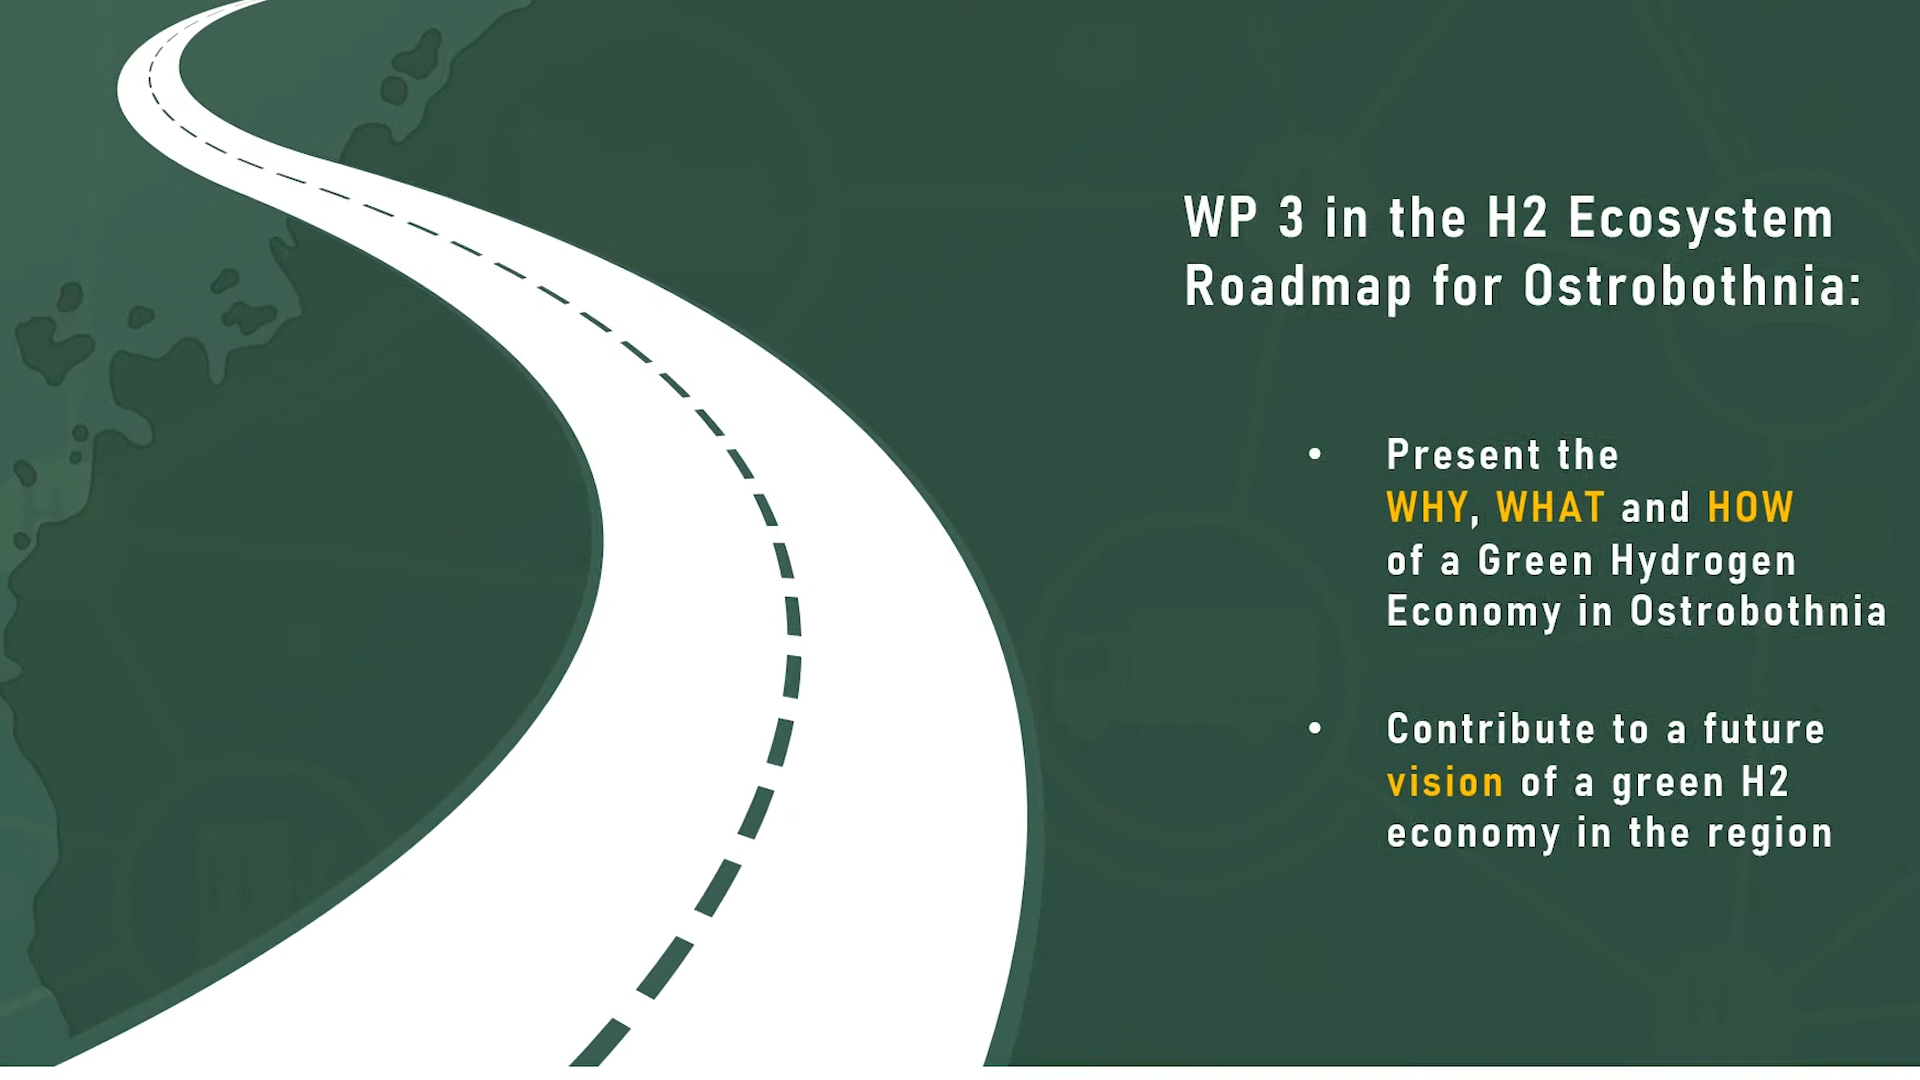 WP 3 in the H2 Ecosystem
Roadmap for Ostrobothnia:
• Present the
WHY, WHAT and HOW
of a Green Hydrogen
Economy in Ostrobothnia
• Contribute to a future
vision of a green H2
economy in the region